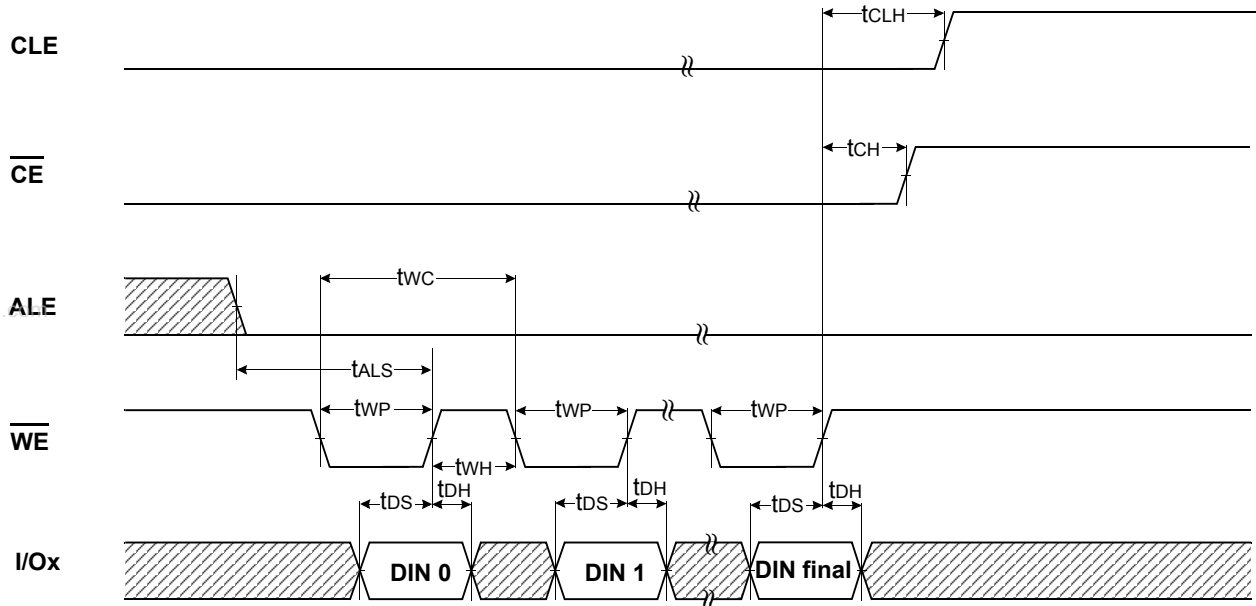 CLE
tCLH
CE
tCH
ALE
.com
tWC
tALS
WE
tWP
tWP
tWP
tWH
tDS
tDH
tDS
tDH
tDS
tDH
I/Ox
DIN 0
DIN 1
DIN final